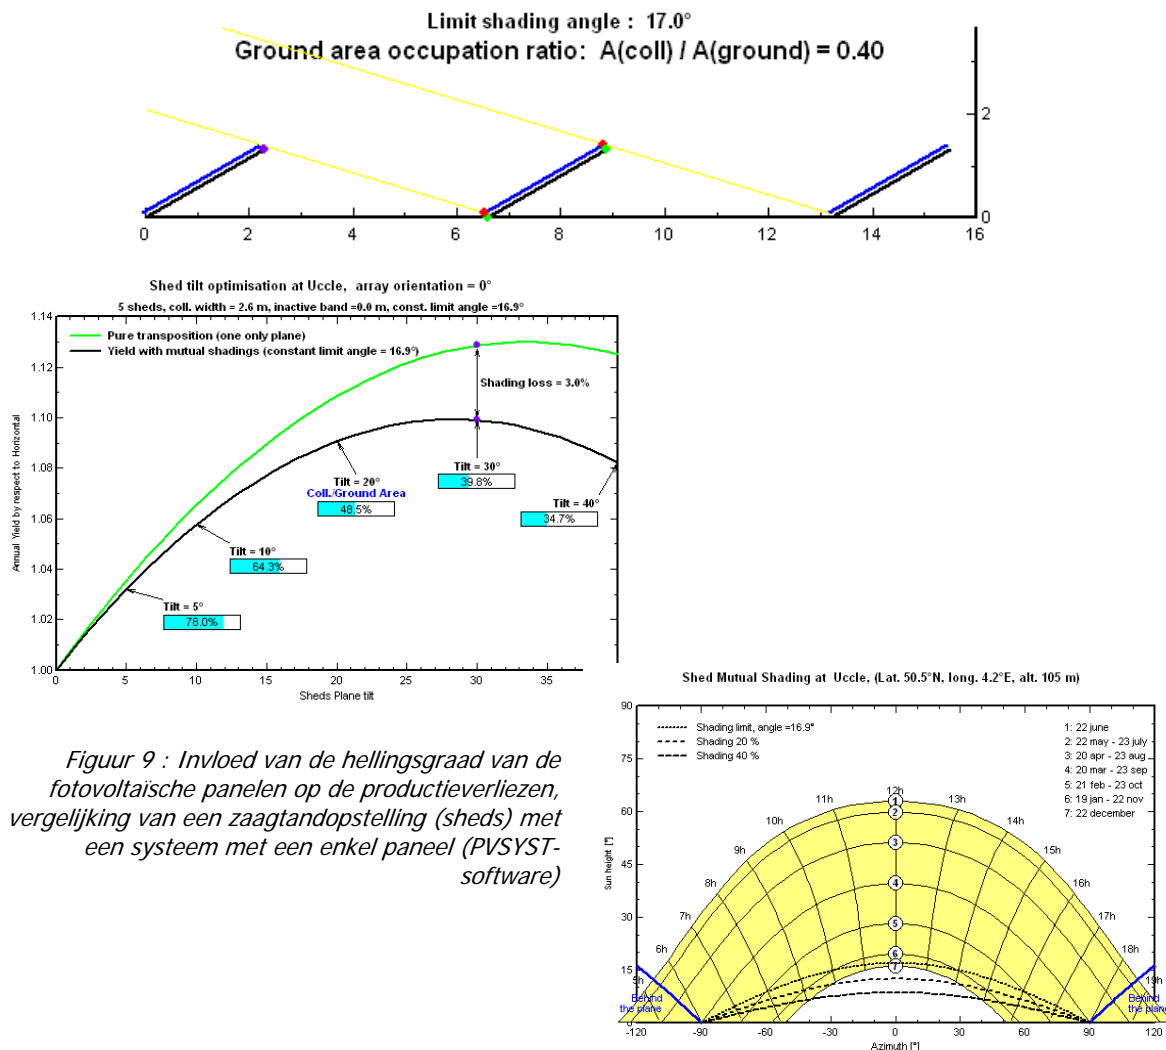 Limit shading angle : 17.0°
Ground area occupation ratio: A(coll) / A(ground) = 0.40
2
0
0 2 4 6 8 10 12 14 16
Shed tilt optimisation at Uccle, array orientation = 0°
5 sheds, coll. width = 2.6 m, inactive band =0.0 m, const. limit angle =16.9°
Pure transposition (one only plane)
Yield with mutual shadings (constant limit angle = 16.9°)
Shading loss = 3.0%
Tilt = 30°
39.8%
Tilt = 20°
Coll./Ground Area
48.5%
Tilt = 40°
34.7%
Tilt = 10°
64.3%
Tilt = 5°
78.0%
Annual Yield by respect to Horizontal
1.14
1.12
1.10
1.08
1.06
1.04
1.02
1.00
0 5 10 15 20 25 30 35
Sheds Plane tilt
Figuur 9 : Invloed van de hellingsgraad van de
fotovoltaïsche panelen op de productieverliezen,
vergelijking van een zaagtandopstelling (sheds) met
een systeem met een enkel paneel (PVSYST-
software)
Shed Mutual Shading at Uccle, (Lat. 50.5°N, long. 4.2°E, alt. 105 m)
Shading limit, angle =16.9°
Shading 20 %
Shading 40 %
1: 22 june
2: 22 may - 23 july
3: 20 apr - 23 aug
4: 20 mar - 23 sep
5: 21 feb - 23 oct
6: 19 jan - 22 nov
7: 22 december
Sun height [°]
90
75
60
45
30
15
0
5h
6h
7h
8h
9h
10h
11h
12h
13h
14h
15h
16h
17h
18h
19h
1
2
3
4
5
6
7
Behind
the plane
Behind
the plane
-120 -90 -60 -30 0 30 60 90 120
Azimuth [°]